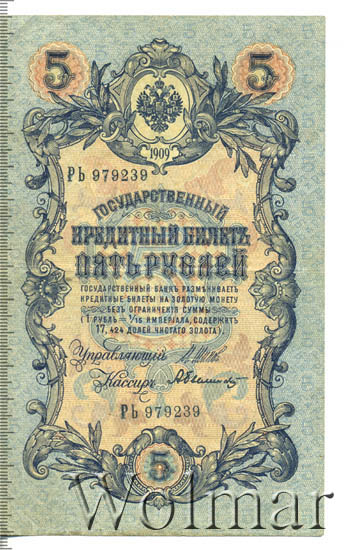 5 5
1909
РЬ 979239
ГОСУДАРСТВЕННЫЙ
КРЕДИТНЫЙ БИЛЕТЪ
ПЯТЬ РУБЛЕЙ
ГОСУДАРСТВЕННЫЙ БАНКЪ РАЗМѢНИВАЕТЪ
КРЕДИТНЫЕ БИЛЕТЫ НА ЗОЛОТУЮ МОНЕТУ
БЕЗЪ ОГРАНИЧЕНІЯ СУММЫ
(1 РУБЛЬ = 1/15 ИМПЕРІАЛА, СОДЕРЖИТЪ
17,424 ДОЛЕЙ ЧИСТАГО ЗОЛОТА).
Управляющій
Кассиръ
РЬ 979239
5
Wolmar